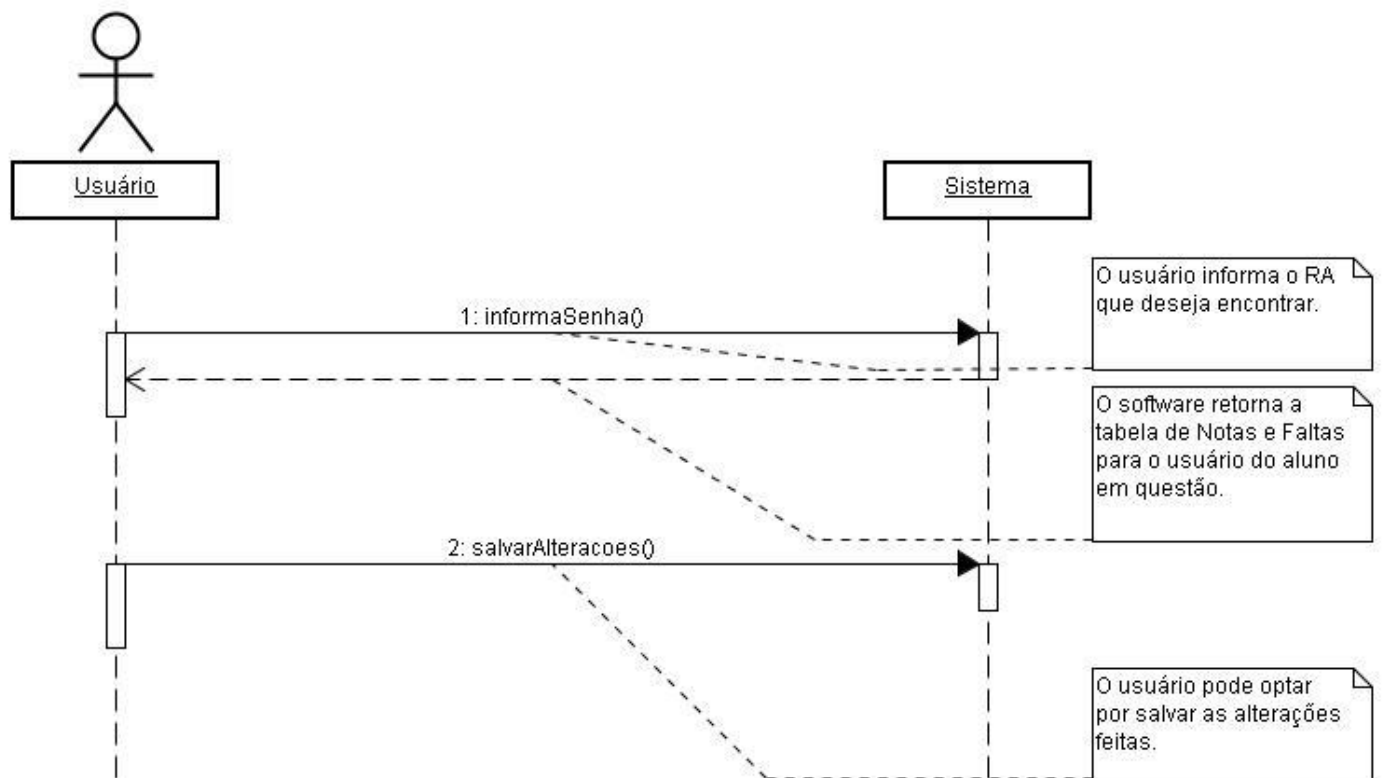 Usuário
Sistema
O usuário informa o RA
que deseja encontrar.
1: informaSenha()
O software retorna a
tabela de Notas e Faltas
para o usuário do aluno
em questão.
2: salvarAlteracoes()
O usuário pode optar
por salvar as alterações
feitas.